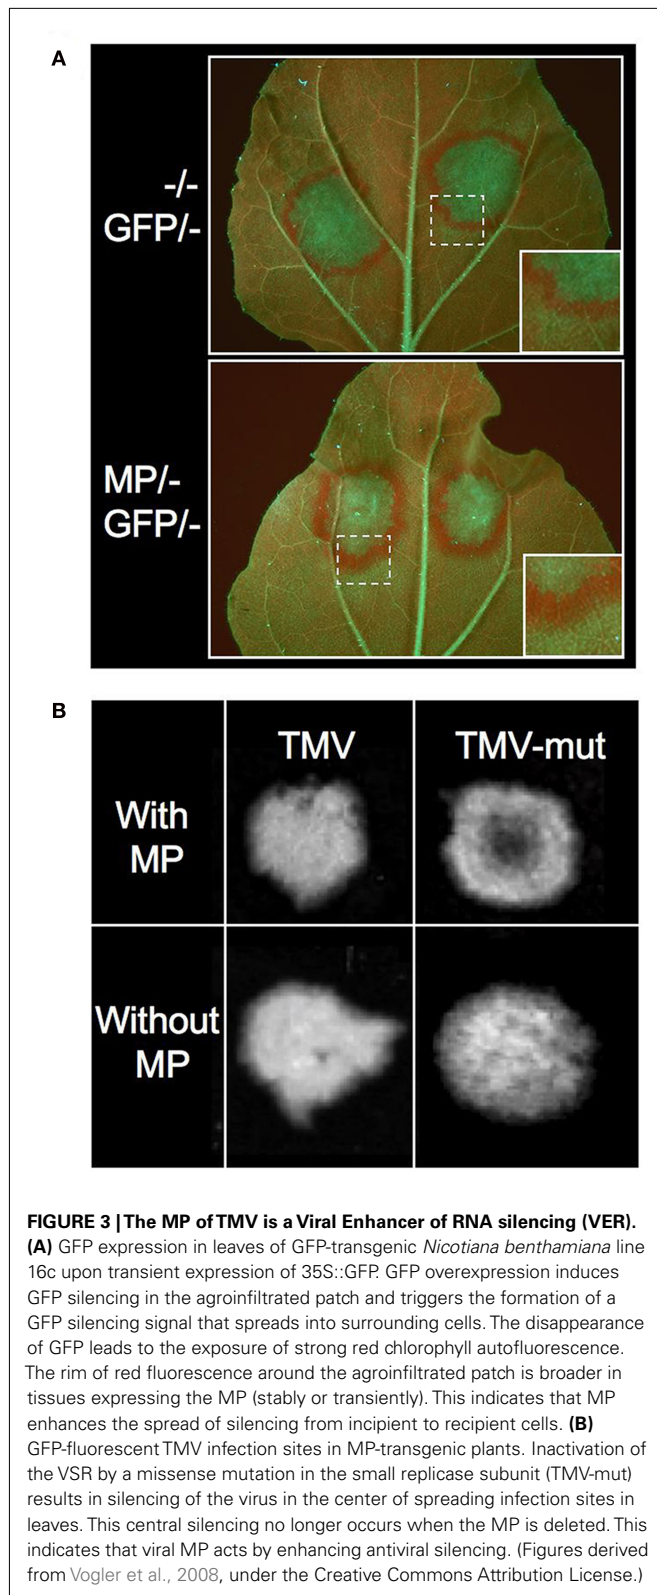 A
-/-
GFP/-
MP/-
GFP/-
B
TMV
TMV-mut
With
MP
Without
MP
FIGURE 3 | The MP of TMV is a Viral Enhancer of RNA silencing (VER).
(A) GFP expression in leaves of GFP-transgenic Nicotiana benthamiana line
16c upon transient expression of 35S::GFP. GFP overexpression induces
GFP silencing in the agroinfiltrated patch and triggers the formation of a
GFP silencing signal that spreads into surrounding cells. The disappearance
of GFP leads to the exposure of strong red chlorophyll autofluorescence.
The rim of red fluorescence around the agroinfiltrated patch is broader in
tissues expressing the MP (stably or transiently). This indicates that MP
enhances the spread of silencing from incipient to recipient cells. (B)
GFP-fluorescent TMV infection sites in MP-transgenic plants. Inactivation of
the VSR by a missense mutation in the small replicase subunit (TMV-mut)
results in silencing of the virus in the center of spreading infection sites in
leaves. This central silencing no longer occurs when the MP is deleted. This
indicates that viral MP acts by enhancing antiviral silencing. (Figures derived
from Vogler et al., 2008, under the Creative Commons Attribution License.)